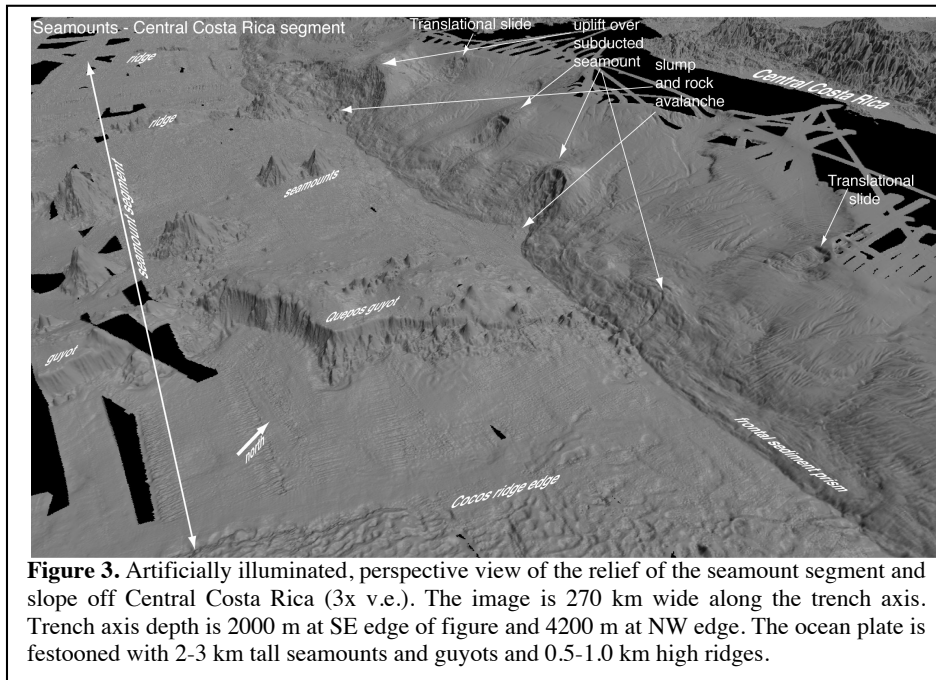 Seamounts - Central Costa Rica segment
Translational slide
uplift over
subducted
seamount
slump
and rock
avalanche
Central Costa Rica
ridge
ridge
seamount segment
seamounts
Translational
slide
Quepos guyot
guyot
north
frontal sediment prism
Cocos ridge edge
Figure 3. Artificially illuminated, perspective view of the relief of the seamount segment and
slope off Central Costa Rica (3x v.e.). The image is 270 km wide along the trench axis.
Trench axis depth is 2000 m at SE edge of figure and 4200 m at NW edge. The ocean plate is
festooned with 2-3 km tall seamounts and guyots and 0.5-1.0 km high ridges.